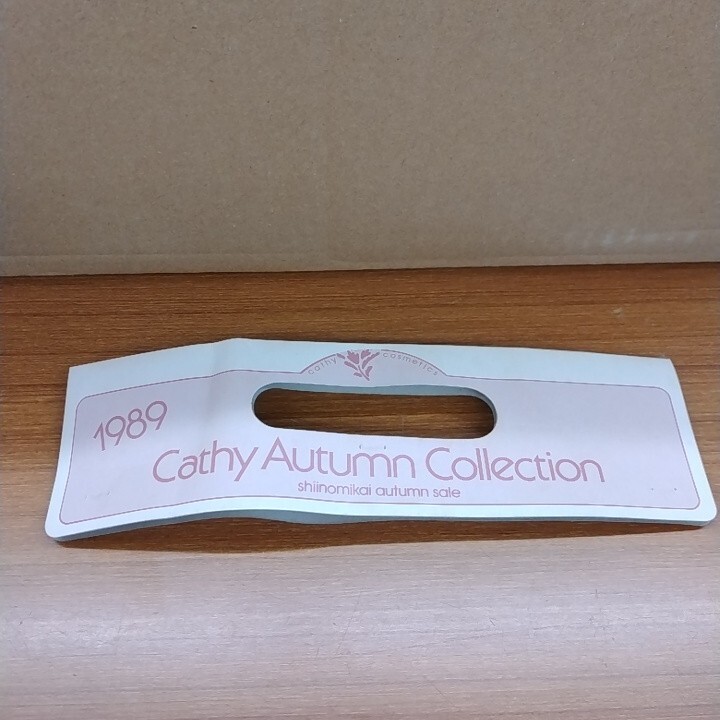 cathy cosmetics
1989
Cathy Autumn Collection
shiinomikai autumn sale